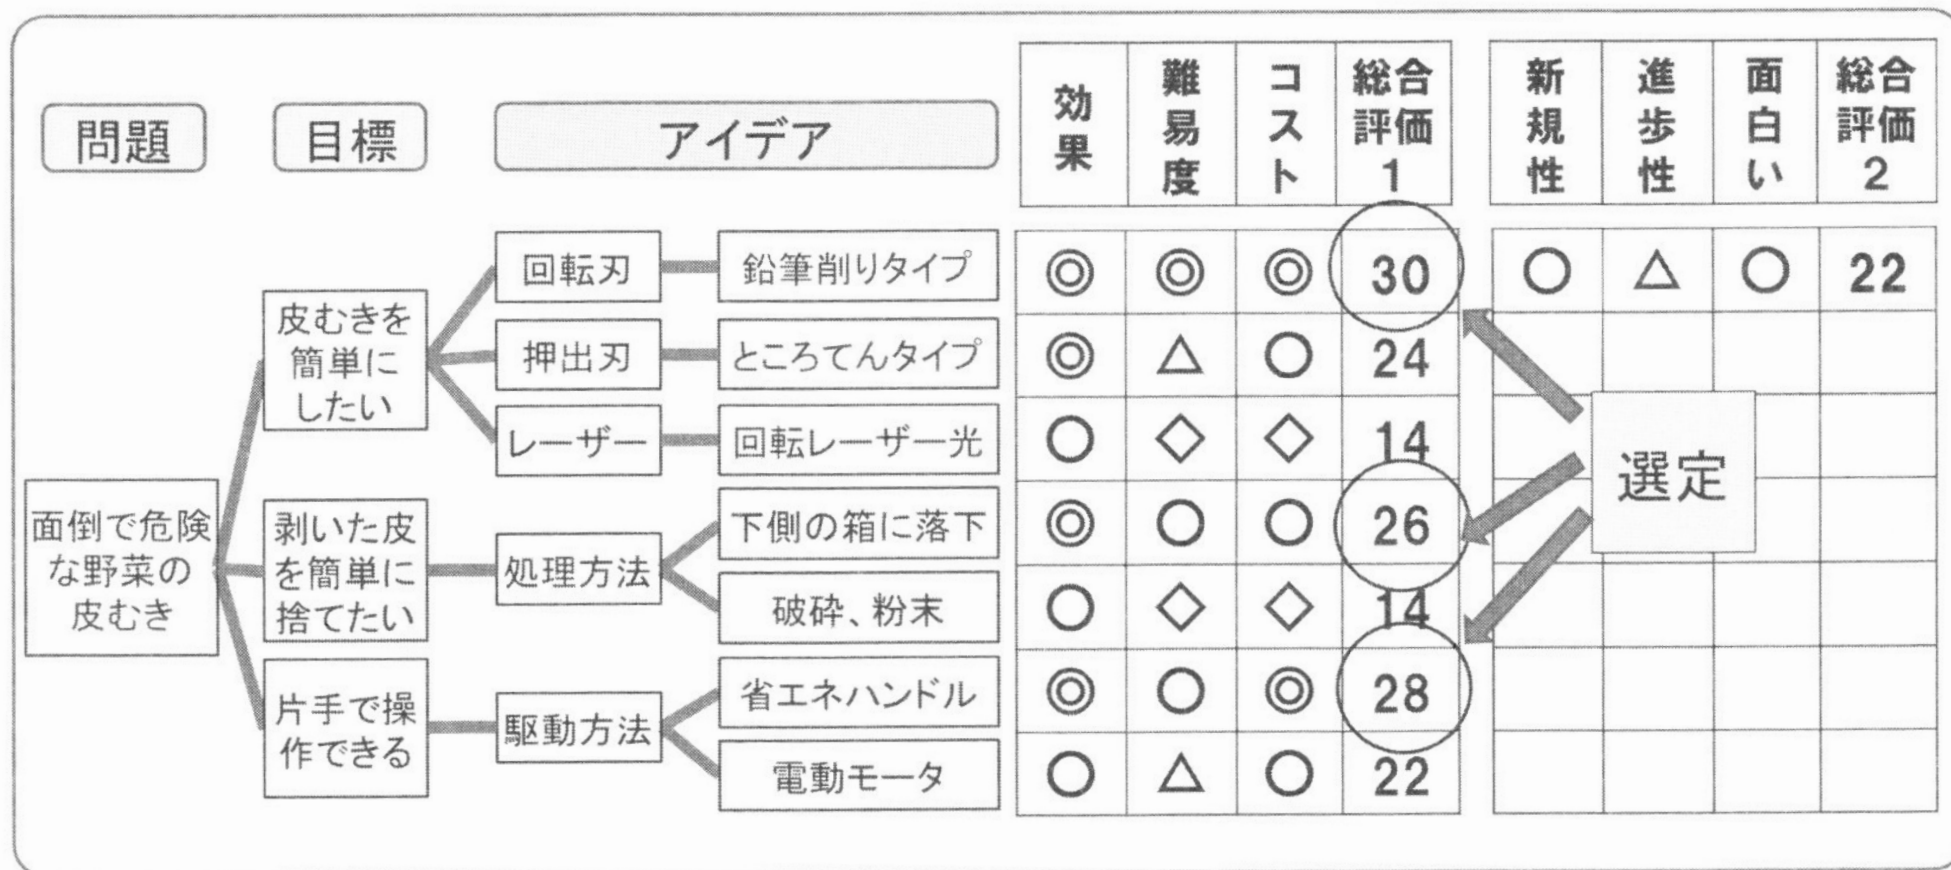 問題
目標
アイデア
効果
難易度
コスト
総合
評価
1
新規性
進歩性
面白い
総合
評価
2
面倒で危険
な野菜の
皮むき
皮むきを
簡単に
したい
剥いた皮
を簡単に
捨てたい
片手で操
作できる
回転刃
鉛筆削りタイプ
押出刃
ところてんタイプ
レーザー
回転レーザー光
処理方法
下側の箱に落下
破砕、粉末
駆動方法
省エネハンドル
電動モータ
◎ ◎ ◎ 30 ○ △ ○ 22
◎ △ ○ 24
○ ◇ ◇ 14
◎ ○ ○ 26
○ ◇ ◇ 14
◎ ○ ◎ 28
○ △ ○ 22
選定